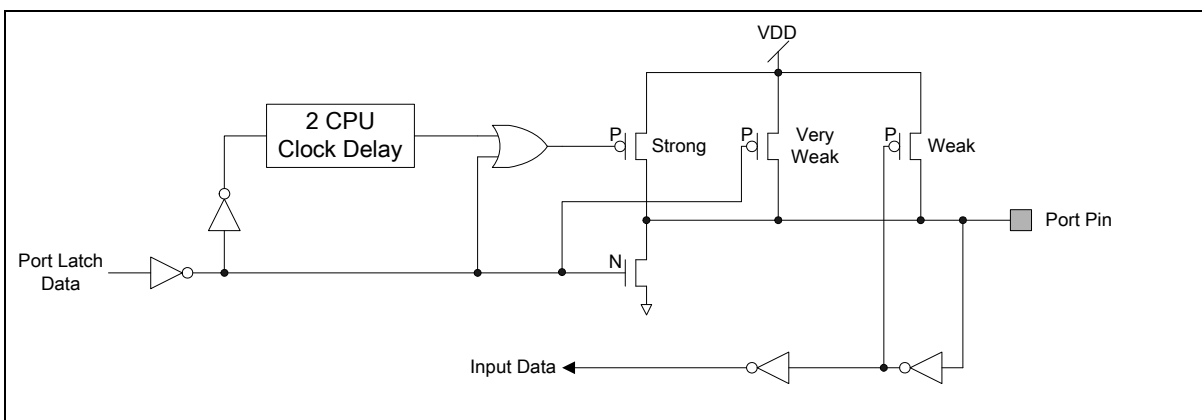 VDD
2 CPU
Clock Delay
P
Strong
P
Very
Weak
P
Weak
Port Pin
Port Latch
Data
N
Input Data